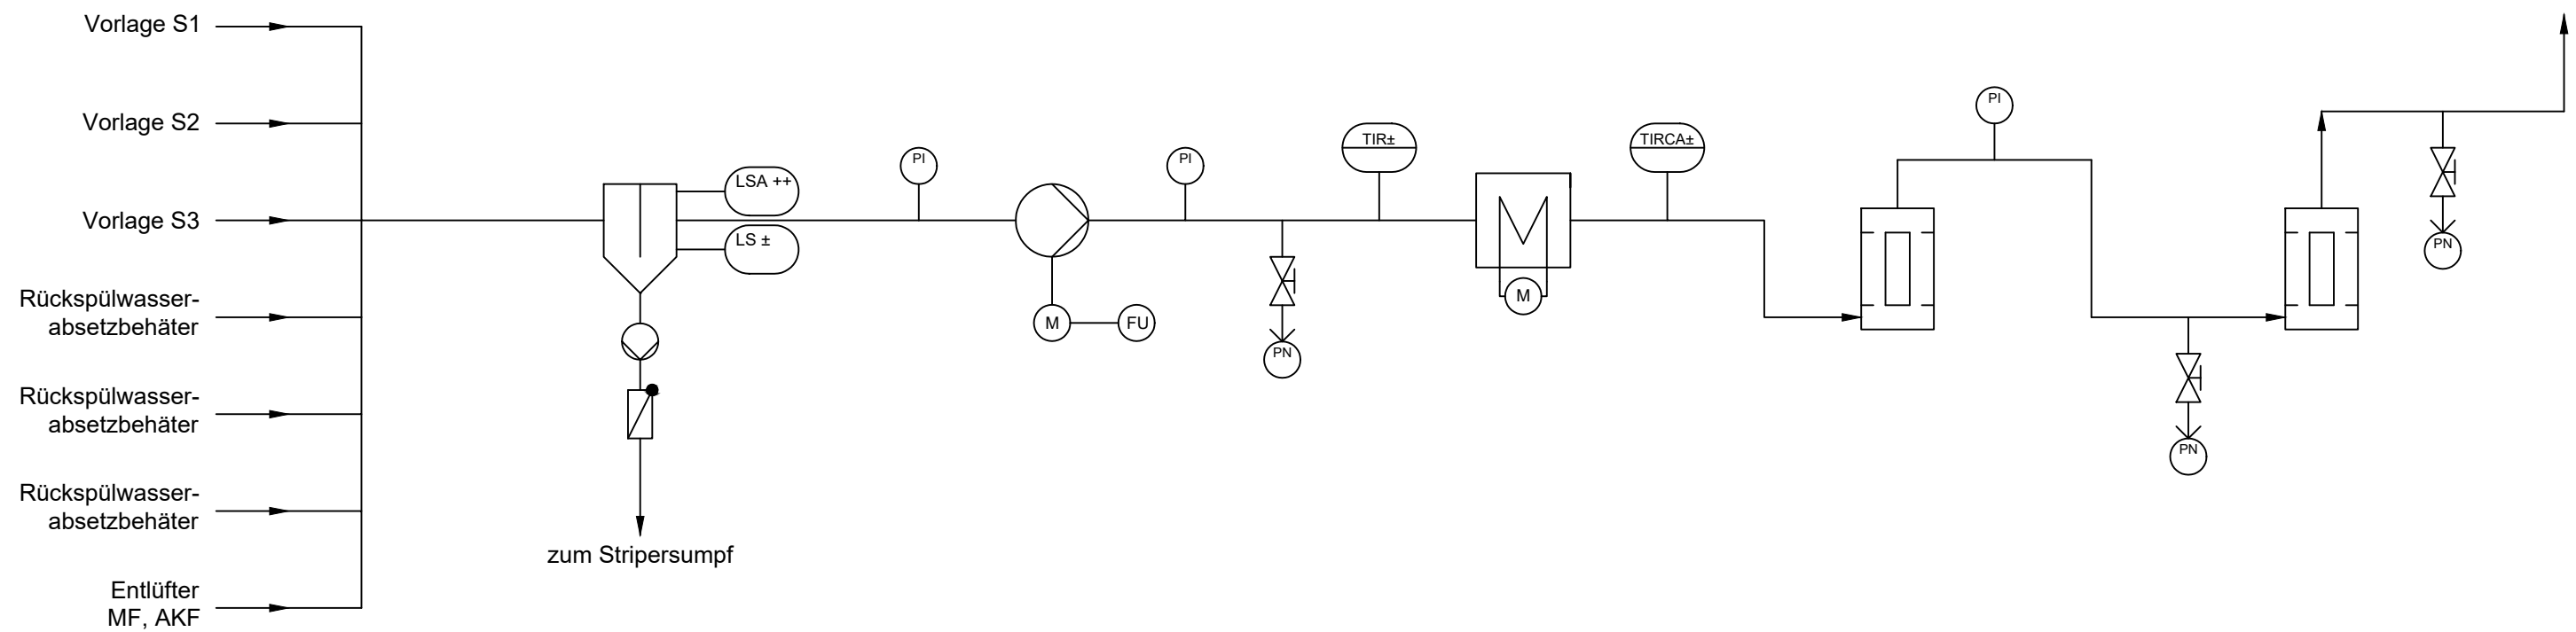 Vorlage S1
Vorlage S2
Vorlage S3
Rückspülwasser-
absetzbehäter
Rückspülwasser-
absetzbehäter
Rückspülwasser-
absetzbehäter
Entlüfter
MF, AKF
LSA ++
LS ±
zum Stripersumpf
PI
M
FU
PI
PN
TIR±
M
TIRCA±
PI
PN
PN